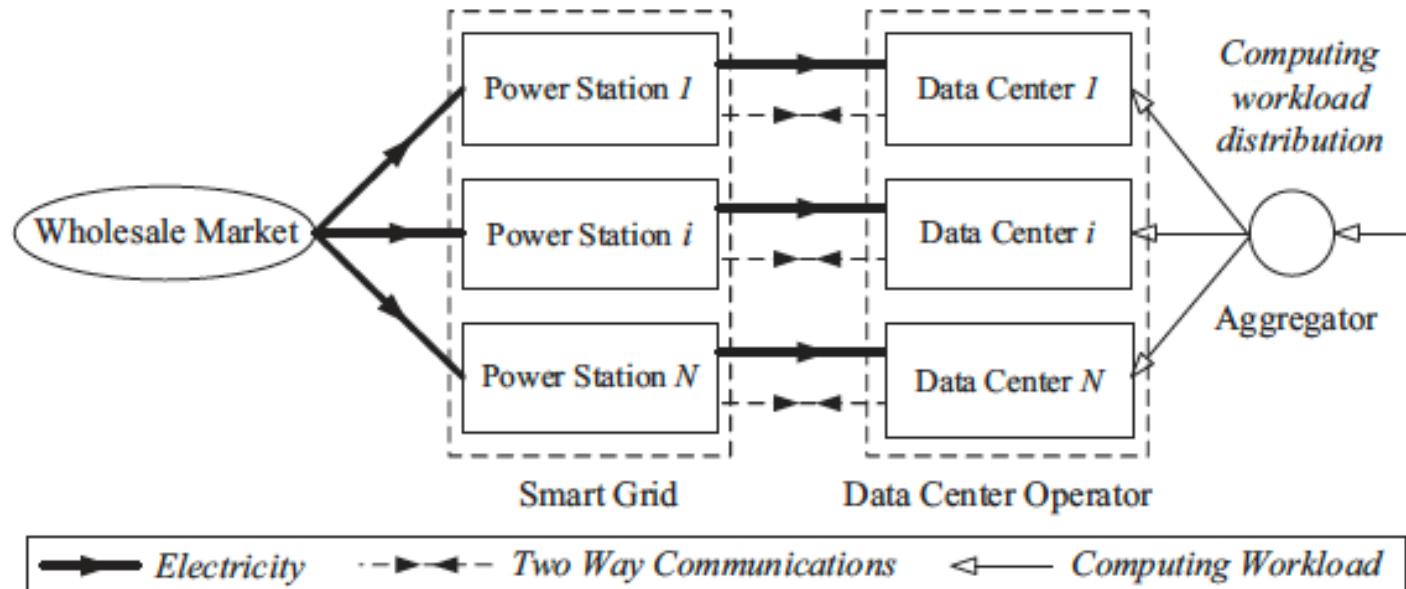 Power Station 1
Data Center 1
Computing
workload
distribution
Wholesale Market
Power Station i
Data Center i
Aggregator
Power Station N
Data Center N
Smart Grid
Data Center Operator
Electricity
Two Way Communications
Computing Workload